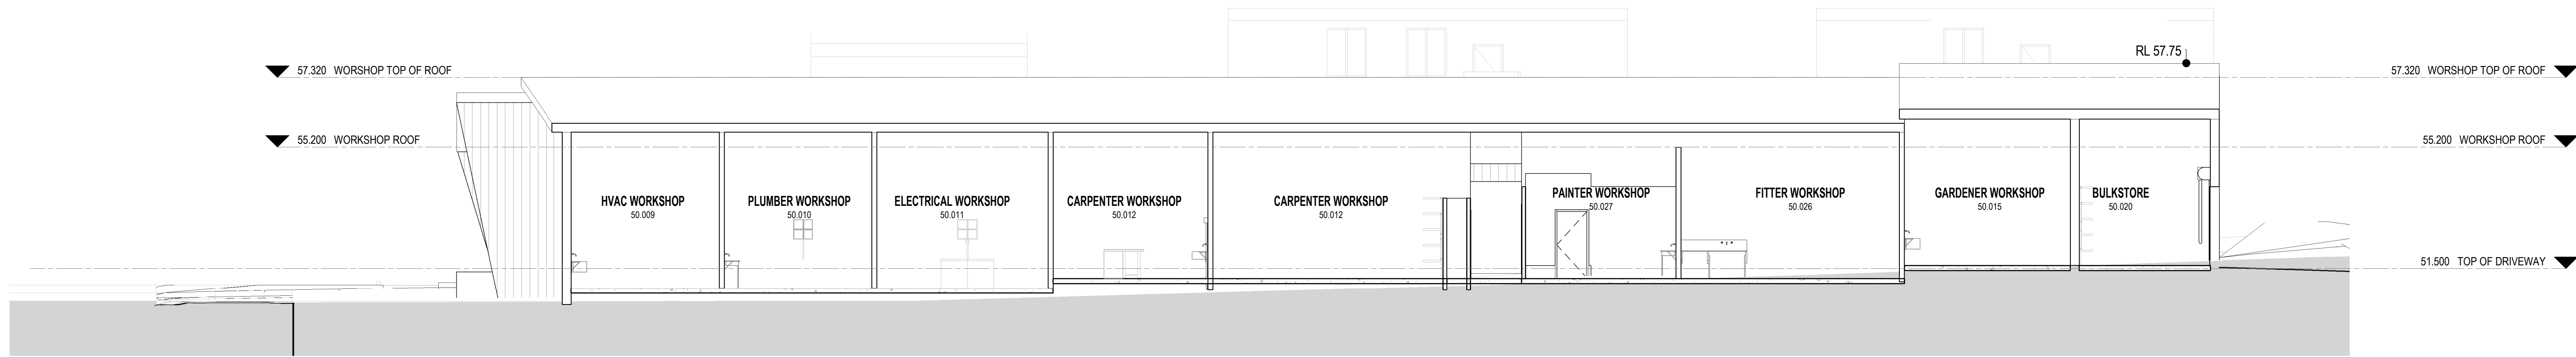 RL 57.75
57.320 WORSHOP TOP OF ROOF
57.320 WORSHOP TOP OF ROOF
55.200 WORKSHOP ROOF
55.200 WORKSHOP ROOF
HVAC WORKSHOP
50.009
PLUMBER WORKSHOP
50.010
ELECTRICAL WORKSHOP
50.011
CARPENTER WORKSHOP
50.012
CARPENTER WORKSHOP
50.012
PAINTER WORKSHOP
50.027
FITTER WORKSHOP
50.026
GARDENER WORKSHOP
50.015
BULKSTORE
50.020
51.500 TOP OF DRIVEWAY